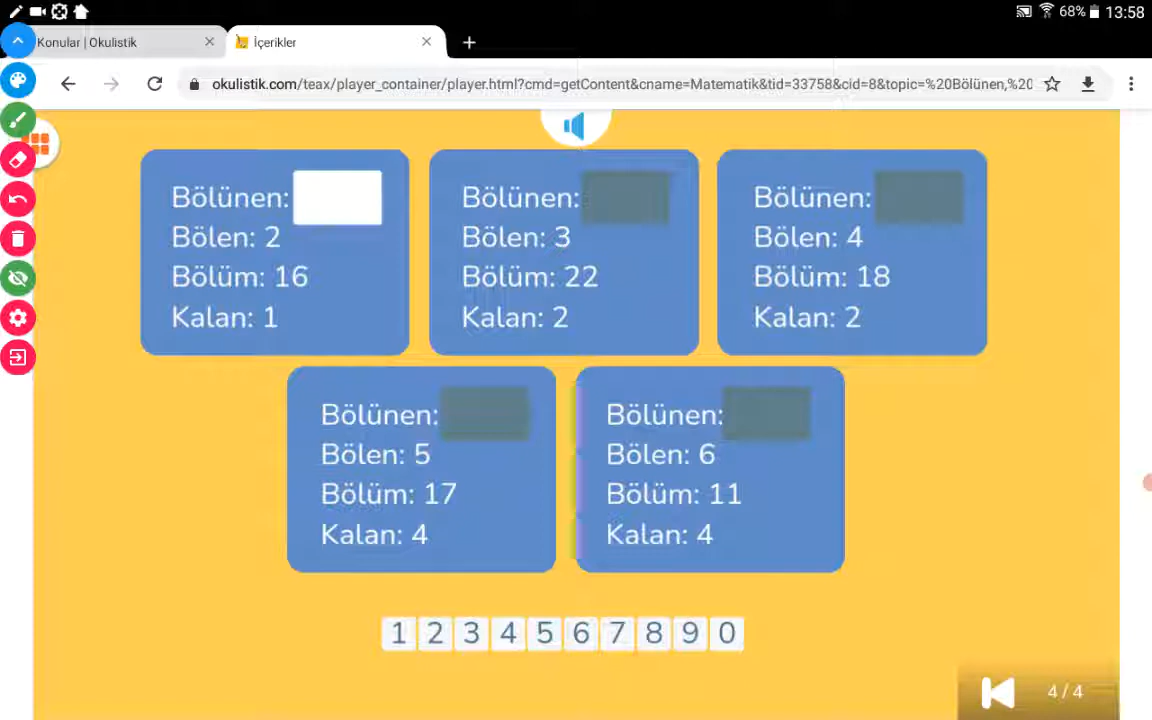 68% 13:58
Konular | Okulistik
İçerikler
okulistik.com/teax/player_container/player.html?cmd=getContent&cname=Matematik&tid=33758&cid=8&topic=%20Bölünen,%20
Bölünen:
Bölen: 2
Bölüm: 16
Kalan: 1
Bölünen:
Bölen: 3
Bölüm: 22
Kalan: 2
Bölünen:
Bölen: 4
Bölüm: 18
Kalan: 2
Bölünen:
Bölen: 5
Bölüm: 17
Kalan: 4
Bölünen:
Bölen: 6
Bölüm: 11
Kalan: 4
1 2 3 4 5 6 7 8 9 0
4 / 4